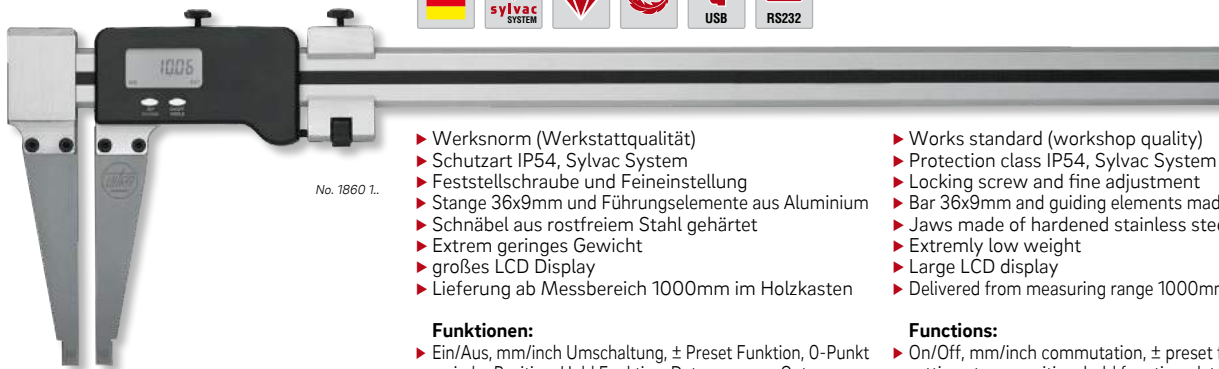 sylvac
SYSTEM
USB
RS232
10.06
No. 1860 1..
▶ Werksnorm (Werkstattqualität)
▶ Schutzart IP54, Sylvac System
▶ Feststellschraube und Feineinstellung
▶ Stange 36x9mm und Führungselemente aus Aluminium
▶ Schnäbel aus rostfreiem Stahl gehärtet
▶ Extrem geringes Gewicht
▶ großes LCD Display
▶ Lieferung ab Messbereich 1000mm im Holzkasten
Funktionen:
▶ Ein/Aus, mm/inch Umschaltung, ± Preset Funktion, 0-Punkt
▶ Works standard (workshop quality)
▶ Protection class IP54, Sylvac System
▶ Locking screw and fine adjustment
▶ Bar 36x9mm and guiding elements mad
▶ Jaws made of hardened stainless stee
▶ Extremly low weight
▶ Large LCD display
▶ Delivered from measuring range 1000mm
Functions:
▶ On/Off, mm/inch commutation, ± preset